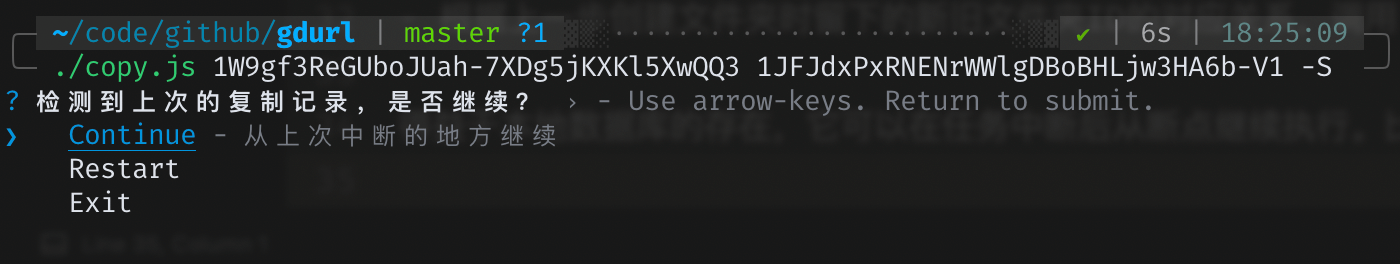 ~/code/github/gdurl | master ?1 ✔ | 6s | 18:25:09
./copy.js 1W9gf3ReGUboJUah-7XDg5jKXKl5XwQQ3 1JFJdxPxRNENrWWlgDBoBHLjw3HA6b-V1 -S
? 检测到上次的复制记录，是否继续？ › - Use arrow-keys. Return to submit.
❯ Continue - 从上次中断的地方继续
Restart
Exit